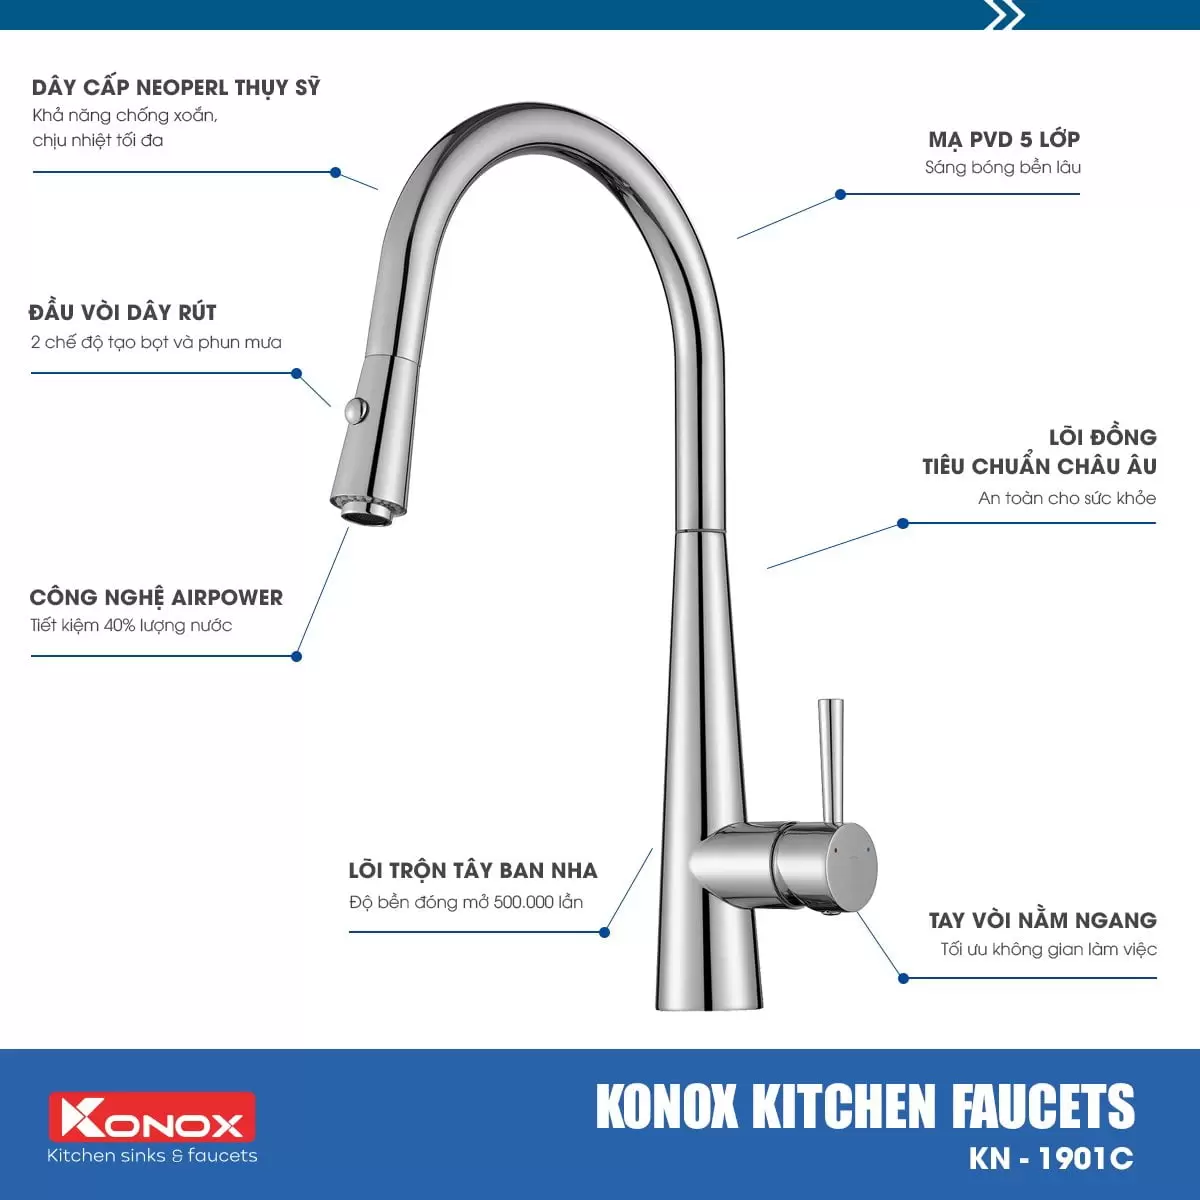 DÂY CẤP NEOPERL THỤY SỸ
Khả năng chống xoắn,
chịu nhiệt tối đa
MẠ PVD 5 LỚP
Sáng bóng bền lâu
ĐẦU VÒI DÂY RÚT
2 chế độ tạo bọt và phun mưa
LÕI ĐỒNG
TIÊU CHUẨN CHÂU ÂU
An toàn cho sức khỏe
CÔNG NGHỆ AIRPOWER
Tiết kiệm 40% lượng nước
LÕI TRỘN TÂY BAN NHA
Độ bền đóng mở 500.000 lần
TAY VÒI NẰM NGANG
Tối ưu không gian làm việc
KONOX
Kitchen sinks & faucets
KONOX KITCHEN FAUCETS
KN - 1901C